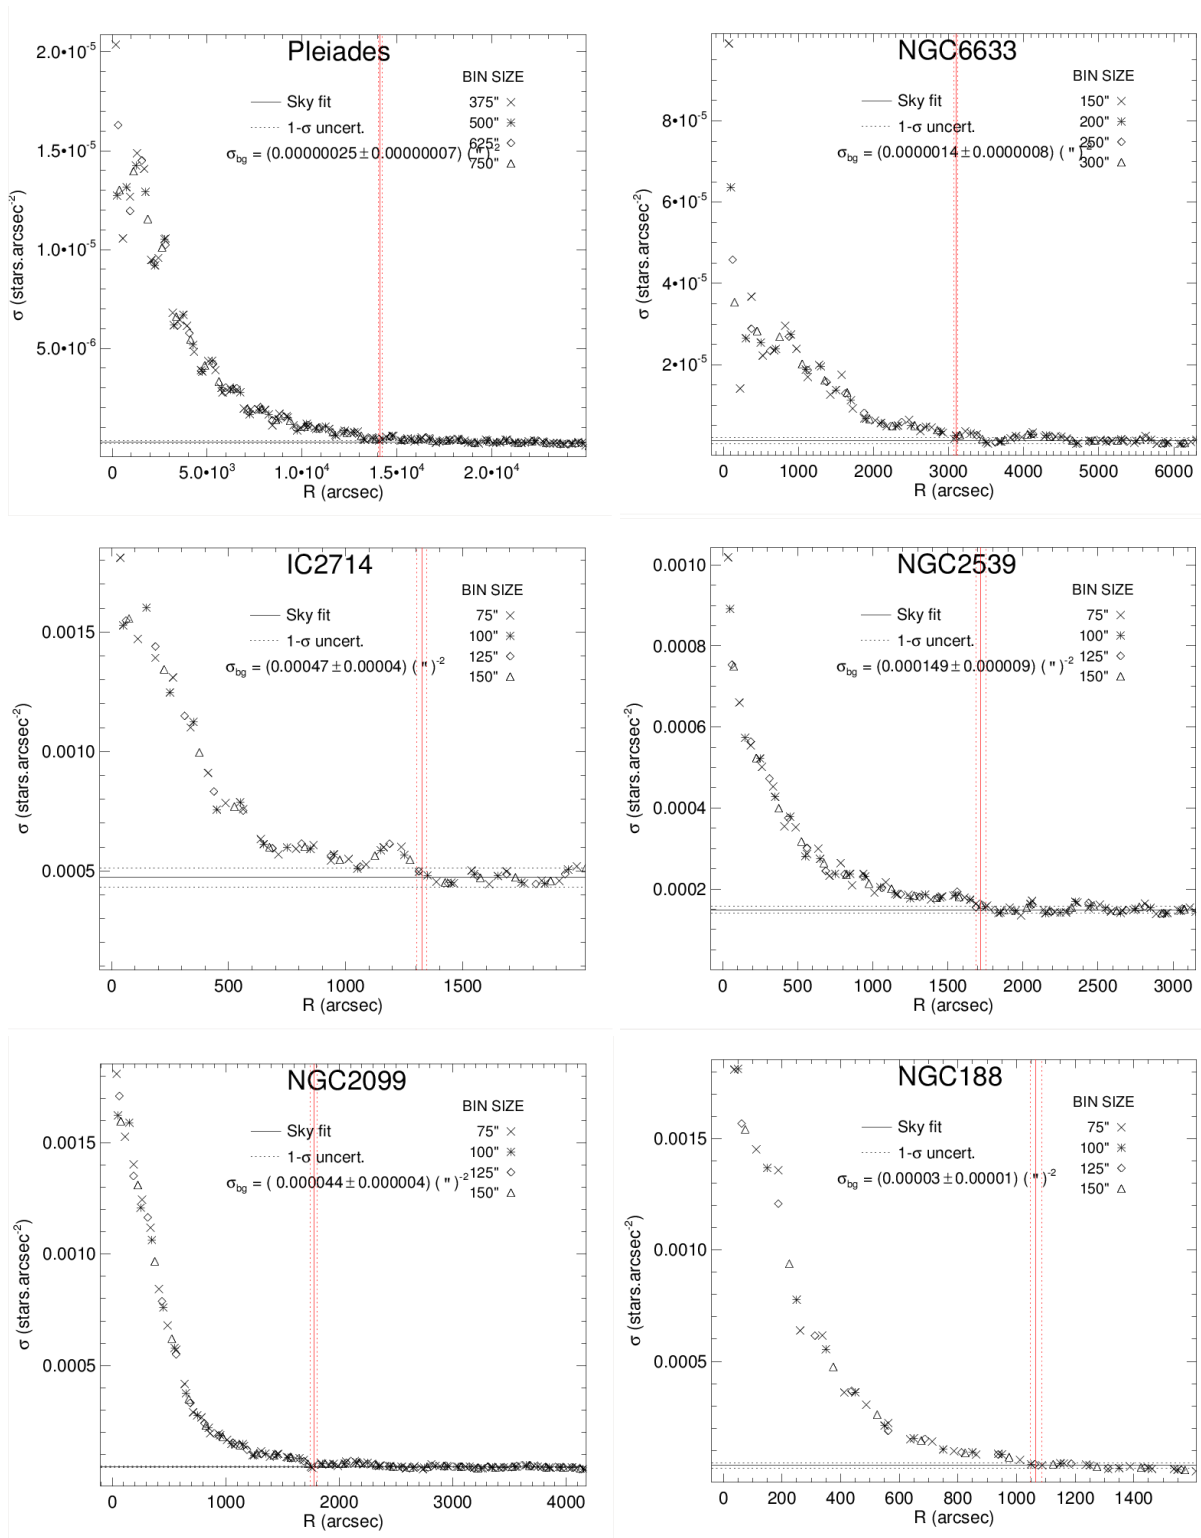 Pleiades
BIN SIZE
Sky fit
375"
500"
1-σ uncert.
625"
σbg = (0.00000025±0.00000007) (")-2
750"
2.0•10-5
1.5•10-5
1.0•10-5
5.0•10-6
σ (stars.arcsec-2)
0 5.0•10³ 1.0•10⁴ 1.5•10⁴ 2.0•10⁴
R (arcsec)
NGC6633
BIN SIZE
Sky fit
150"
200"
1-σ uncert.
250"
σbg = (0.0000014±0.0000008) (")
300"
8•10-5
6•10-5
4•10-5
2•10-5
σ (stars.arcsec-2)
0 1000 2000 3000 4000 5000 6000
R (arcsec)
IC2714
BIN SIZE
Sky fit
75"
100"
1-σ uncert.
125"
σbg = (0.00047±0.00004) (")-2
150"
0.0015
0.0010
0.0005
σ (stars.arcsec-2)
0 500 1000 1500
R (arcsec)
NGC2539
BIN SIZE
Sky fit
75"
100"
1-σ uncert.
125"
σbg = (0.000149±0.000009) (")-2
150"
0.0010
0.0008
0.0006
0.0004
0.0002
σ (stars.arcsec-2)
0 500 1000 1500 2000 2500 3000
R (arcsec)
NGC2099
BIN SIZE
Sky fit
75"
100"
1-σ uncert.
125"
σbg = ( 0.000044±0.000004) (")-2
150"
0.0015
0.0010
0.0005
σ (stars.arcsec-2)
0 1000 2000 3000 4000
R (arcsec)
NGC188
BIN SIZE
Sky fit
75"
100"
1-σ uncert.
125"
σbg = (0.00003±0.00001) (")-2
150"
0.0015
0.0010
0.0005
σ (stars.arcsec-2)
0 200 400 600 800 1000 1200 1400
R (arcsec)